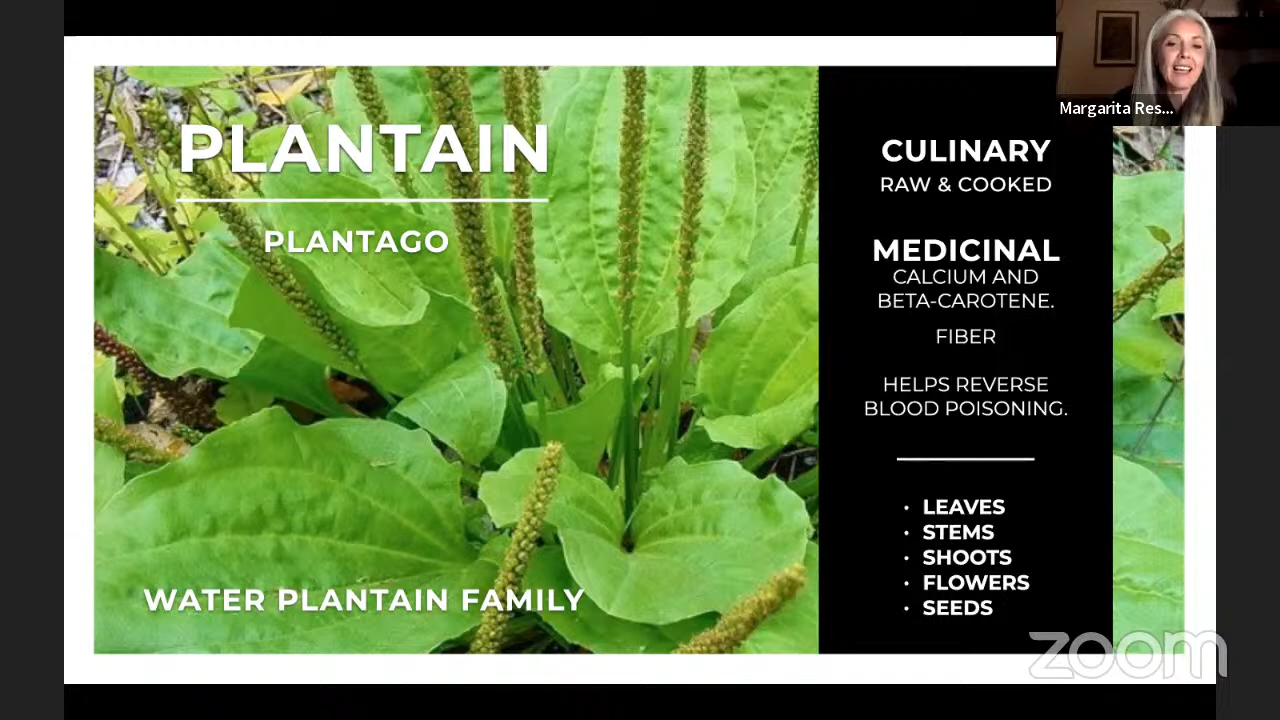 PLANTAIN
PLANTAGO
WATER PLANTAIN FAMILY
CULINARY
RAW & COOKED
MEDICINAL
CALCIUM AND
BETA-CAROTENE.
FIBER
HELPS REVERSE
BLOOD POISONING.
• LEAVES
• STEMS
• SHOOTS
• FLOWERS
• SEEDS
Margarita Res...
zoom